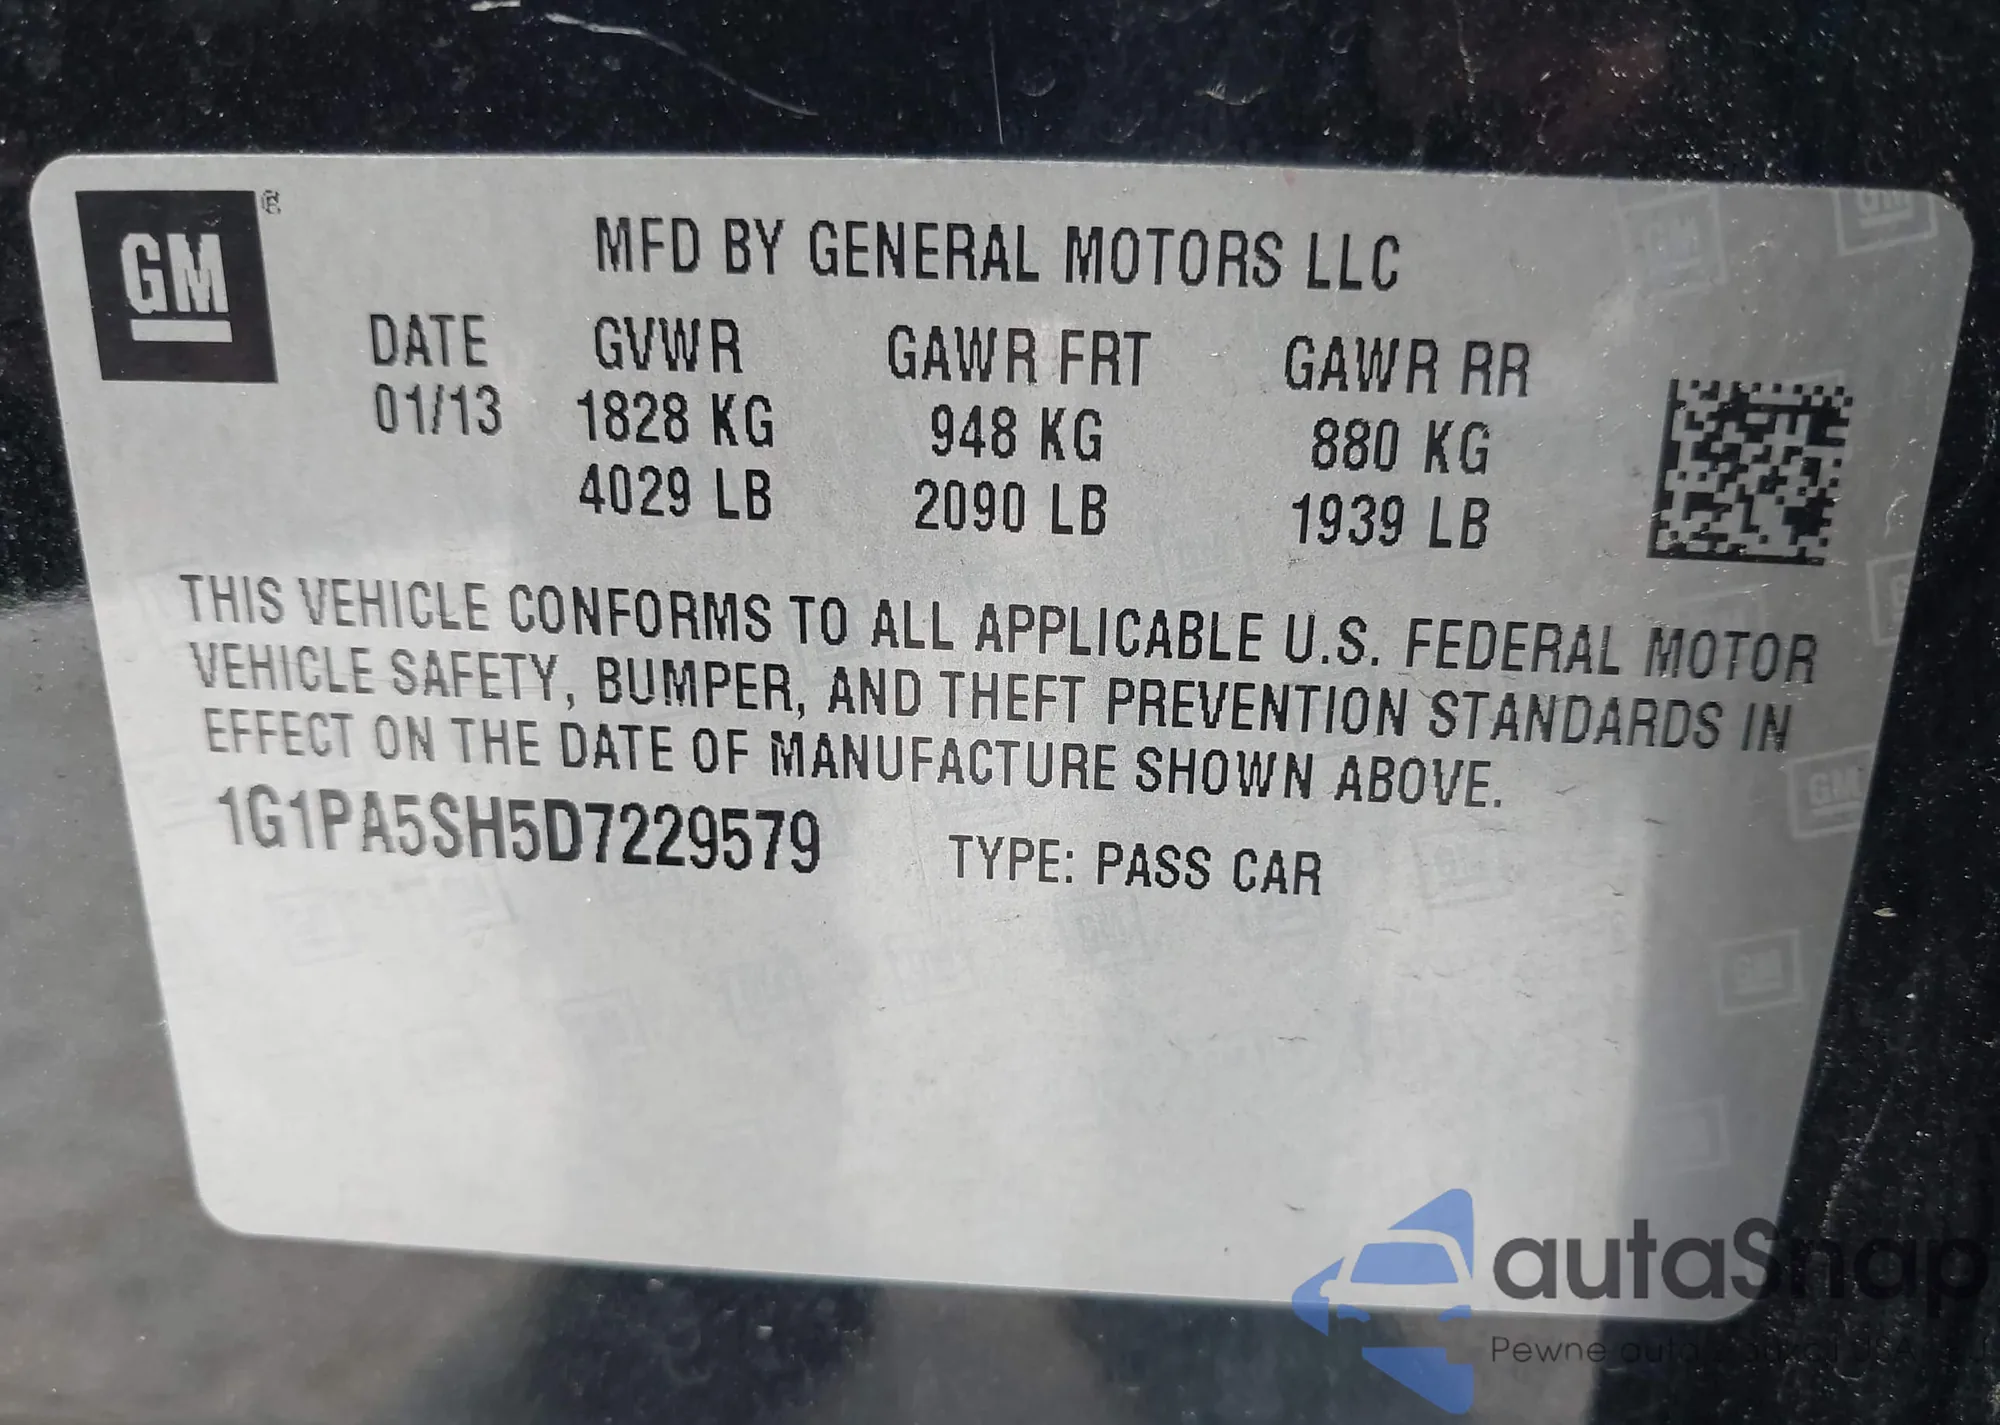 GM ®
MFD BY GENERAL MOTORS LLC
DATE GVWR GAWR FRT GAWR RR
01/13 1828 KG 948 KG 880 KG
4029 LB 2090 LB 1939 LB
THIS VEHICLE CONFORMS TO ALL APPLICABLE U.S. FEDERAL MOTOR
VEHICLE SAFETY, BUMPER, AND THEFT PREVENTION STANDARDS IN
EFFECT ON THE DATE OF MANUFACTURE SHOWN ABOVE.
1G1PA5SH5D7229579 TYPE: PASS CAR
autaSnap
Pewne auta